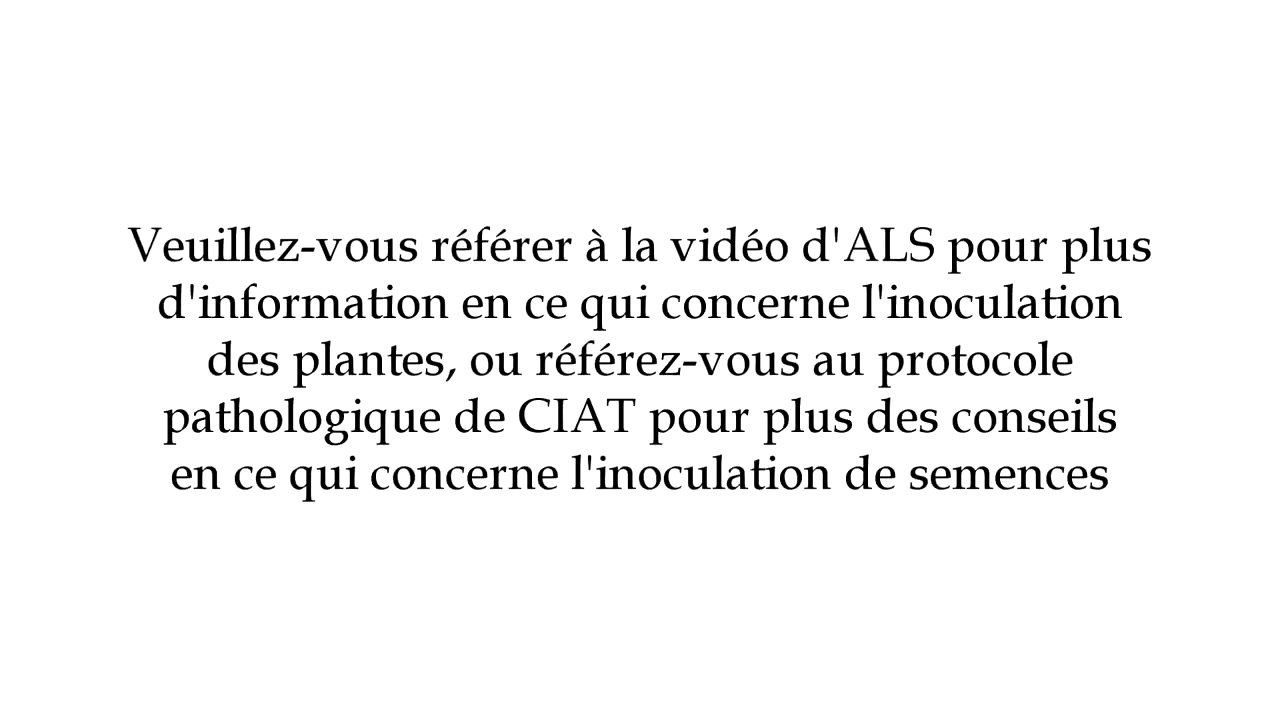 Veuillez-vous référer à la vidéo d'ALS pour plus
d'information en ce qui concerne l'inoculation
des plantes, ou référez-vous au protocole
pathologique de CIAT pour plus des conseils
en ce qui concerne l'inoculation de semences